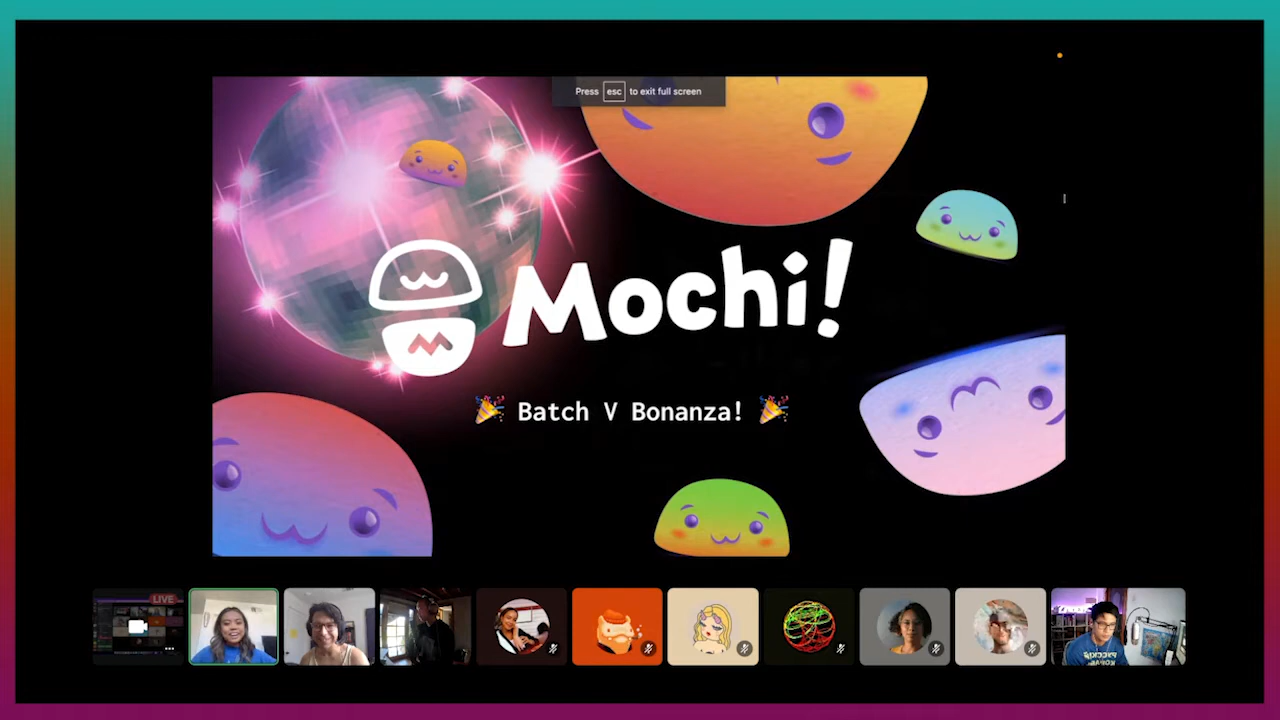 Press esc to exit full screen
Mochi!
🎉 Batch V Bonanza! 🎉
LIVE